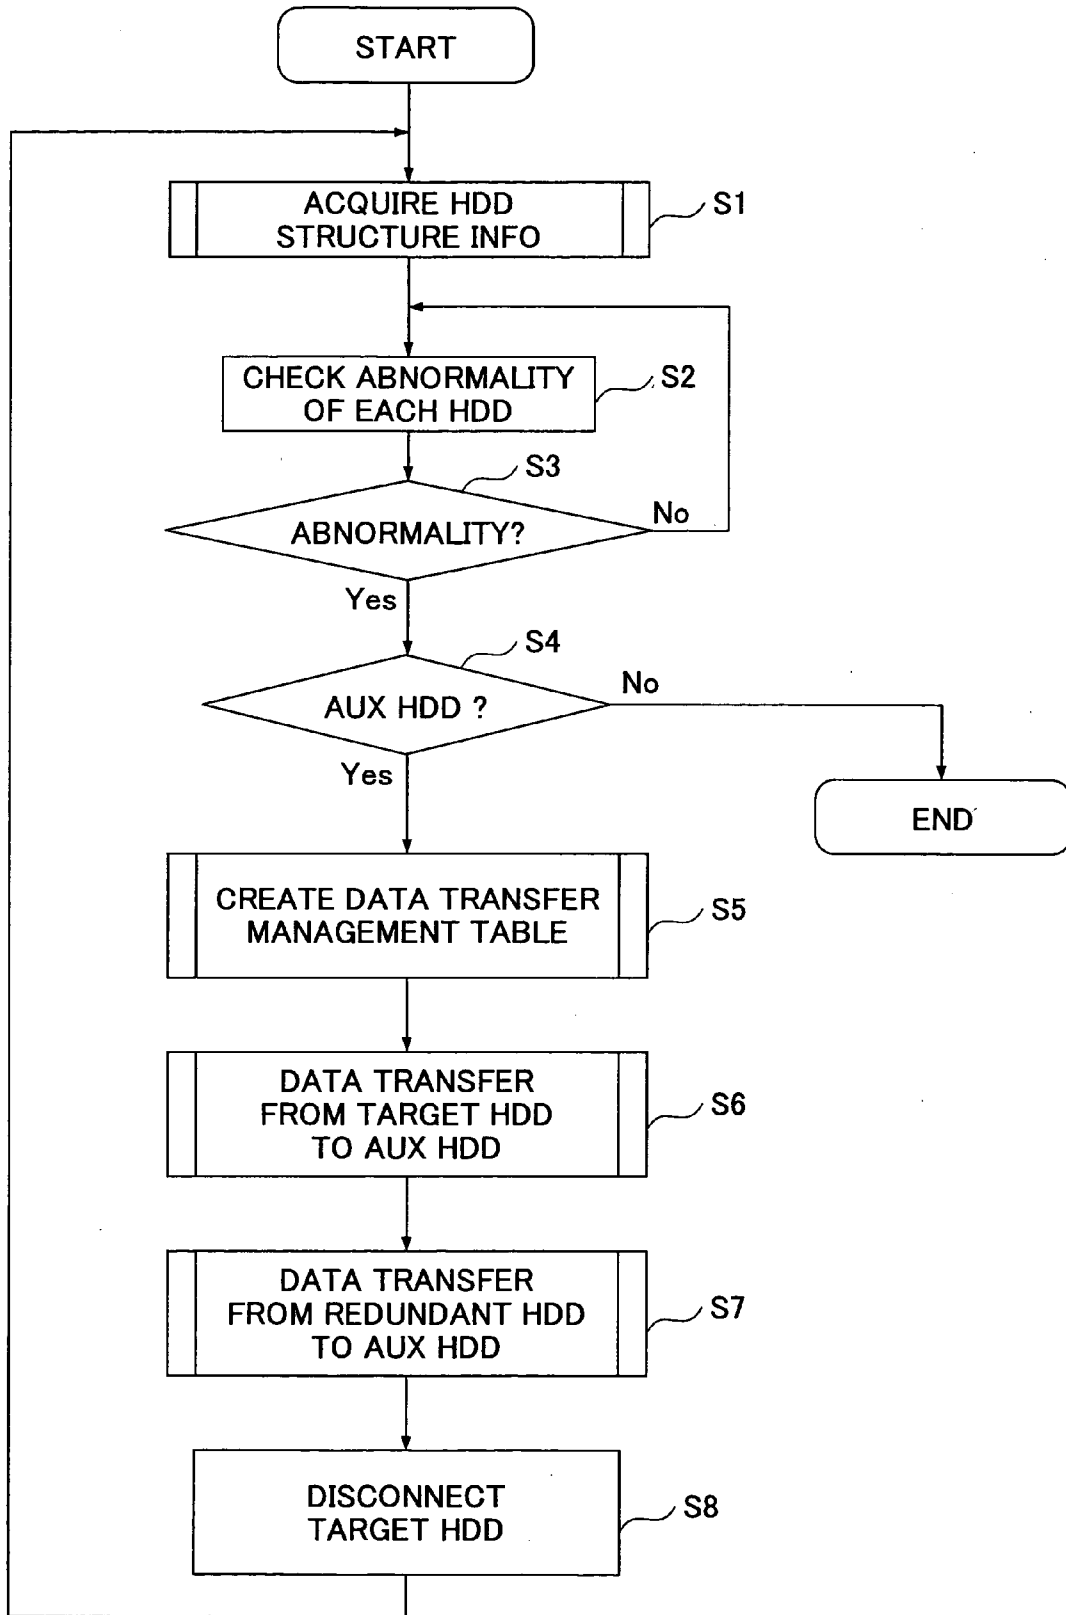 START
ACQUIRE HDD
STRUCTURE INFO
S1
CHECK ABNORMALITY
OF EACH HDD
S2
S3
ABNORMALITY?
No
Yes
S4
AUX HDD ?
No
Yes
END
CREATE DATA TRANSFER
MANAGEMENT TABLE
S5
DATA TRANSFER
FROM TARGET HDD
TO AUX HDD
S6
DATA TRANSFER
FROM REDUNDANT HDD
TO AUX HDD
S7
DISCONNECT
TARGET HDD
S8